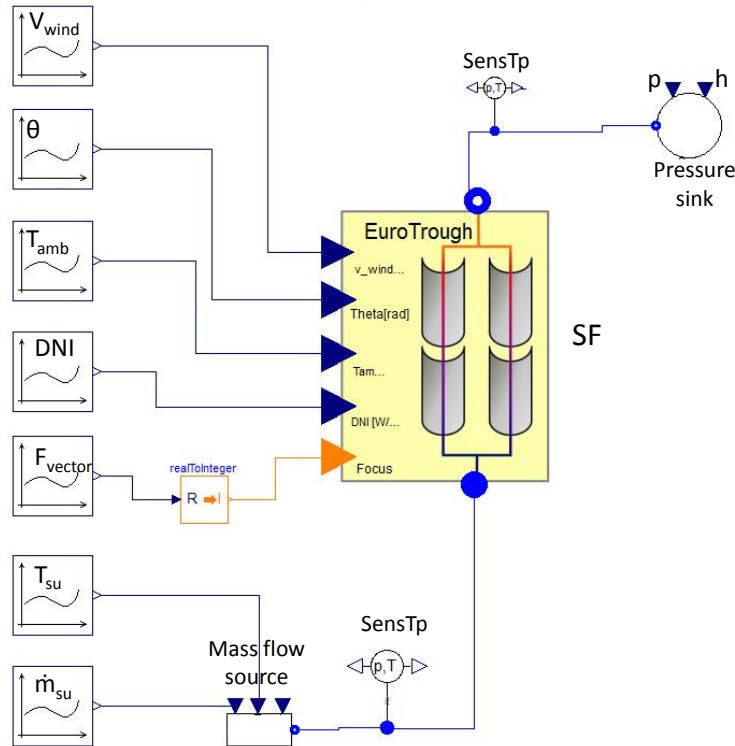 V_wind
θ
T_amb
DNI
F_vector
T_su
ṁ_su
realToInteger
R I
Mass flow
source
SensTp
p,T
EuroTrough
v_wind...
Theta[rad]
Tam...
DNI [W/...
Focus
SF
SensTp
p,T
p h
Pressure
sink